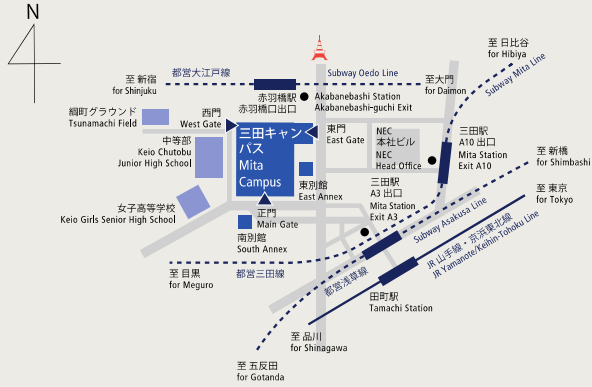 N
至 日比谷
for Hibiya
至 新宿
for Shinjuku
都営大江戸線
Subway Oedo Line
至大門
for Daimon
Subway Mita Line
赤羽橋駅
赤羽橋口出口
Akabanebashi Station
Akabanebashi-guchi Exit
綱町グラウンド
Tsunamachi Field
西門
West Gate
三田キャン
パス
Mita
Campus
東門
East Gate
NEC
本社ビル
NEC
Head Office
三田駅
A10 出口
Mita Station
Exit A10
至 新橋
for Shimbashi
中等部
Keio Chutobu
Junior High School
東別館
East Annex
三田駅
A3 出口
Mita Station
Exit A3
至 東京
for Tokyo
女子高等学校
Keio Girls Senior High School
正門
Main Gate
南別館
South Annex
Subway Asakusa Line
JR 山手線・京浜東北線
JR Yamanote/Keihin-Tohoku Line
至 目黒
for Meguro
都営三田線
都営浅草線
田町駅
Tamachi Station
至 品川
for Shinagawa
至 五反田
for Gotanda